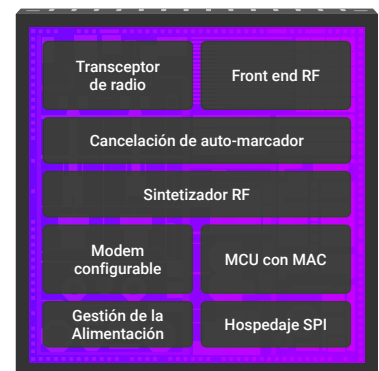 Transceptor
de radio
Front end RF
Cancelación de auto-marcador
Sintetizador RF
Modem
configurable
MCU con MAC
Gestión de la
Alimentación
Hospedaje SPI